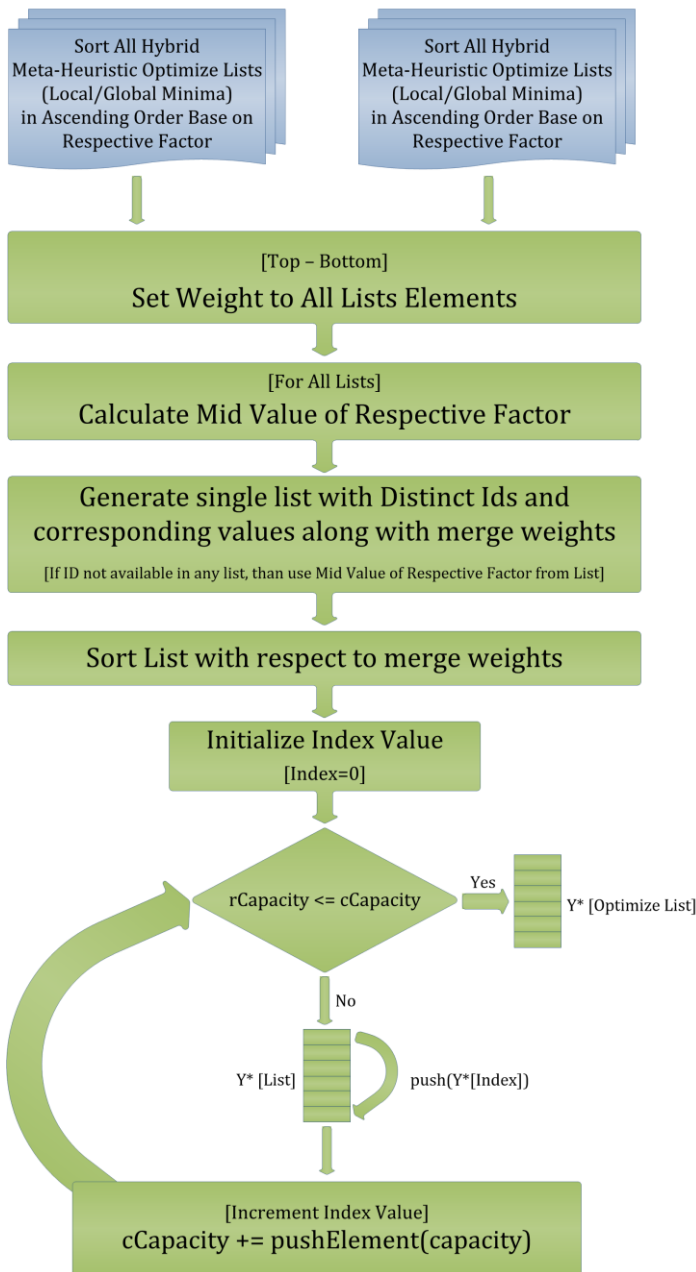 Sort All Hybrid
Meta-Heuristic Optimize Lists
(Local/Global Minima)
in Ascending Order Base on
Respective Factor
Sort All Hybrid
Meta-Heuristic Optimize Lists
(Local/Global Minima)
in Ascending Order Base on
Respective Factor
[Top – Bottom]
Set Weight to All Lists Elements
[For All Lists]
Calculate Mid Value of Respective Factor
Generate single list with Distinct Ids and
corresponding values along with merge weights
[If ID not available in any list, than use Mid Value of Respective Factor from List]
Sort List with respect to merge weights
Initialize Index Value
[Index=0]
rCapacity <= cCapacity
Yes
Y* [Optimize List]
No
Y* [List]
push(Y*[Index])
[Increment Index Value]
cCapacity += pushElement(capacity)